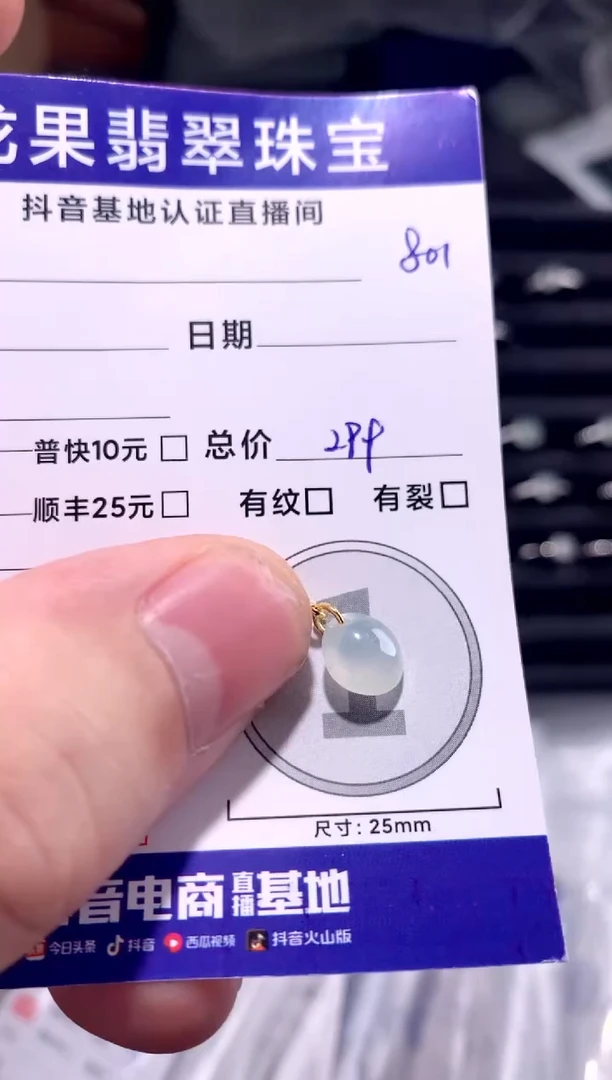 果翡翠珠宝
抖音基地认证直播间
801
日期
普快10元 总价 299
顺丰25元 有纹 有裂
1
尺寸：25mm
音电商直播基地
今日头条 抖音 西瓜视频 抖音火山版